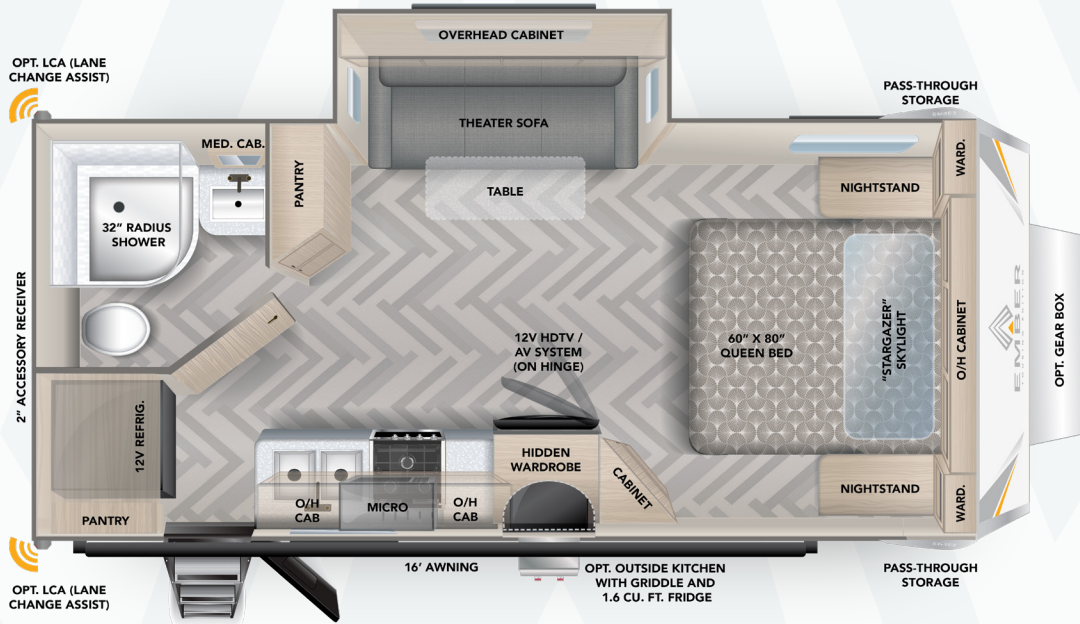 OVERHEAD CABINET
OPT. LCA (LANE
CHANGE ASSIST)
PASS-THROUGH
STORAGE
THEATER SOFA
MED. CAB.
PANTRY
WARD.
TABLE
NIGHTSTAND
32” RADIUS
SHOWER
2” ACCESSORY RECEIVER
12V HDTV /
AV SYSTEM
(ON HINGE)
60” X 80”
QUEEN BED
“STARGAZER”
SKYLIGHT
O/H CABINET
EMBER
OPT. GEAR BOX
12V REFRIG.
HIDDEN
WARDROBE
CABINET
O/H
CAB
MICRO
O/H
CAB
NIGHTSTAND
WARD.
PANTRY
16’ AWNING
OPT. OUTSIDE KITCHEN
WITH GRIDDLE AND
1.6 CU. FT. FRIDGE
PASS-THROUGH
STORAGE
OPT. LCA (LANE
CHANGE ASSIST)